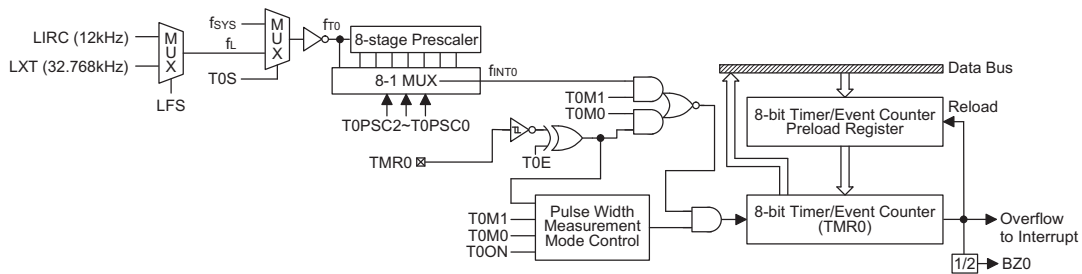 fSYS
LIRC (12kHz)
LXT (32.768kHz)
MUX
LFS
fL
T0S
MUX
fT0
8-stage Prescaler
8-1 MUX
fINT0
T0PSC2~T0PSC0
TMR0
T0E
T0M1
T0M0
T0M1
T0M0
T0ON
Pulse Width
Measurement
Mode Control
Data Bus
8-bit Timer/Event Counter
Preload Register
Reload
8-bit Timer/Event Counter
(TMR0)
Overflow
to Interrupt
1/2
BZ0